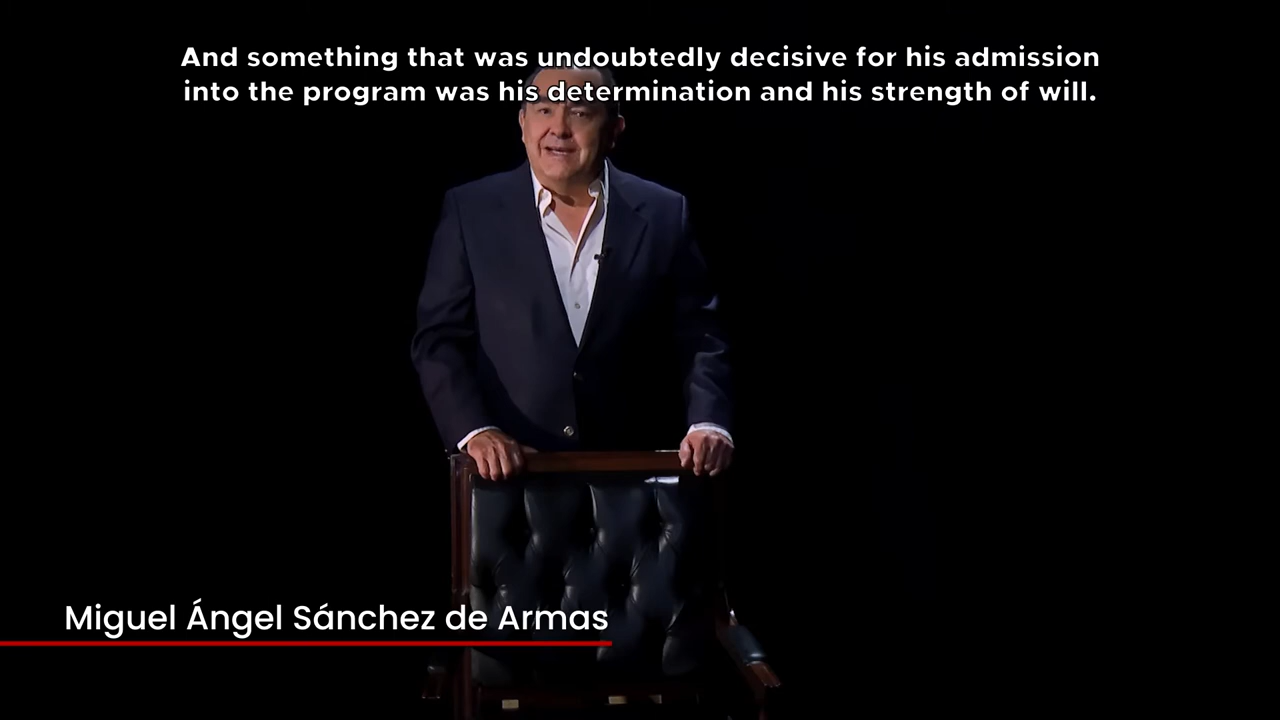 And something that was undoubtedly decisive for his admission
into the program was his determination and his strength of will.
Miguel Ángel Sánchez de Armas